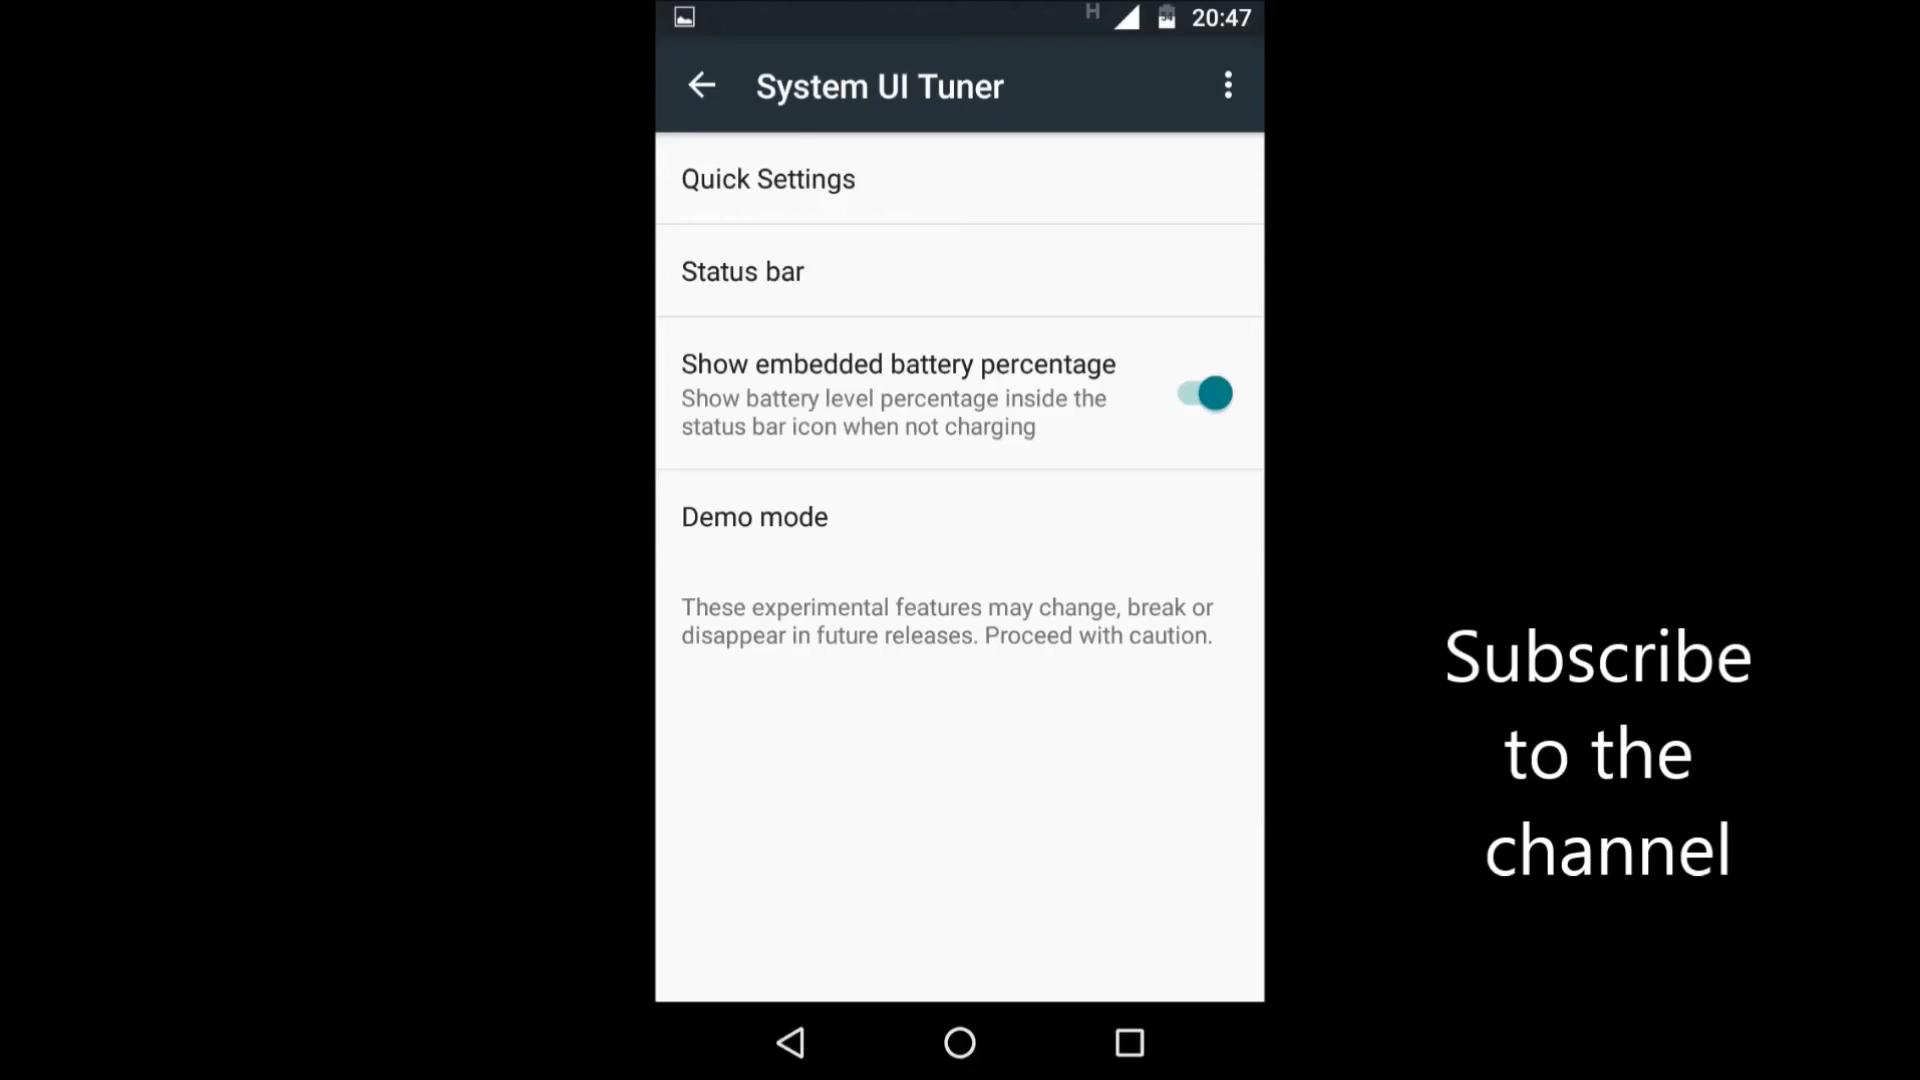 H 20:47
System UI Tuner
Quick Settings
Status bar
Show embedded battery percentage
Show battery level percentage inside the
status bar icon when not charging
Demo mode
These experimental features may change, break or
disappear in future releases. Proceed with caution.
Subscribe
to the
channel